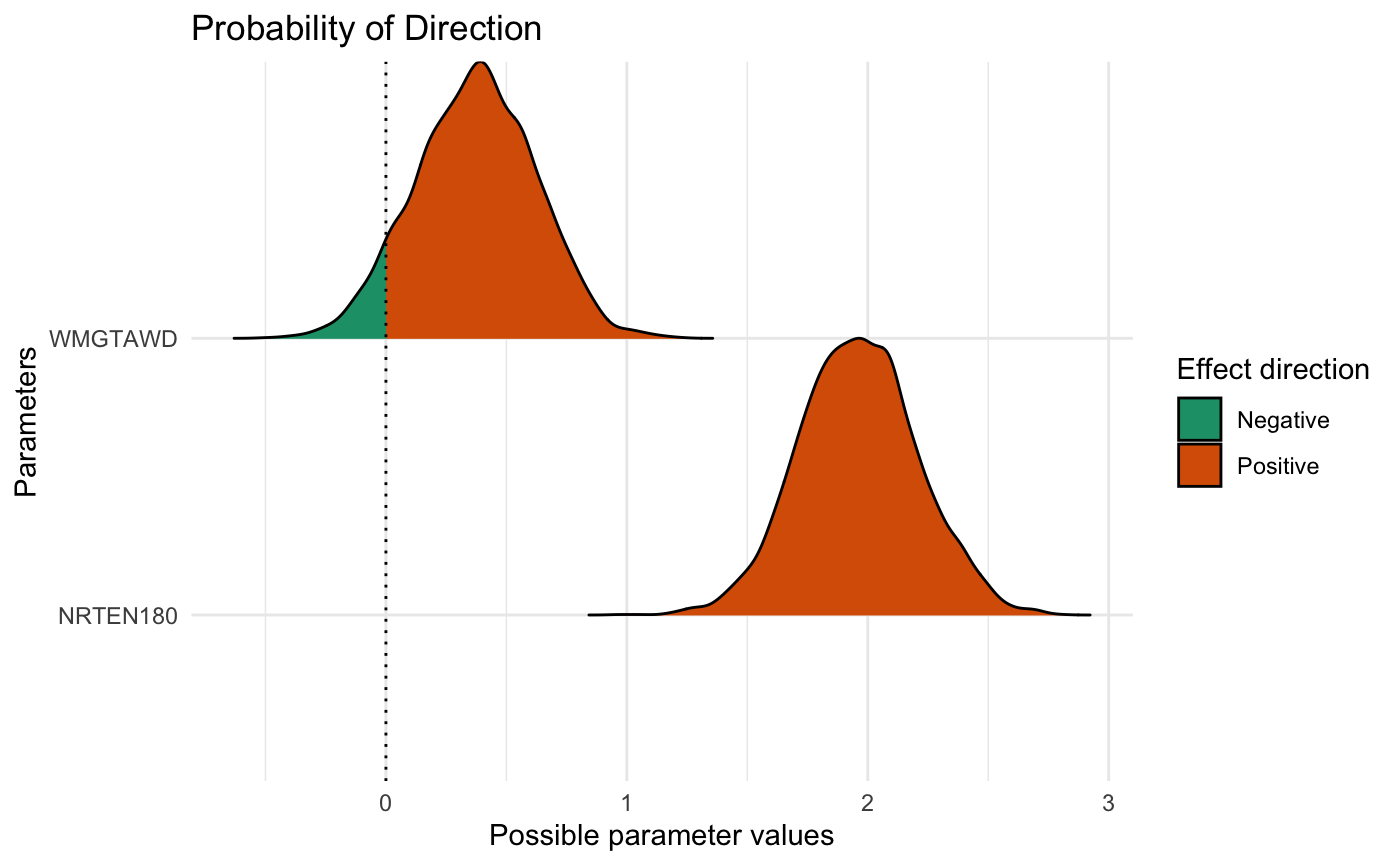 Probability of Direction
WMGTAWD
NRTEN180
Parameters
0 1 2 3
Possible parameter values
Effect direction
Negative
Positive